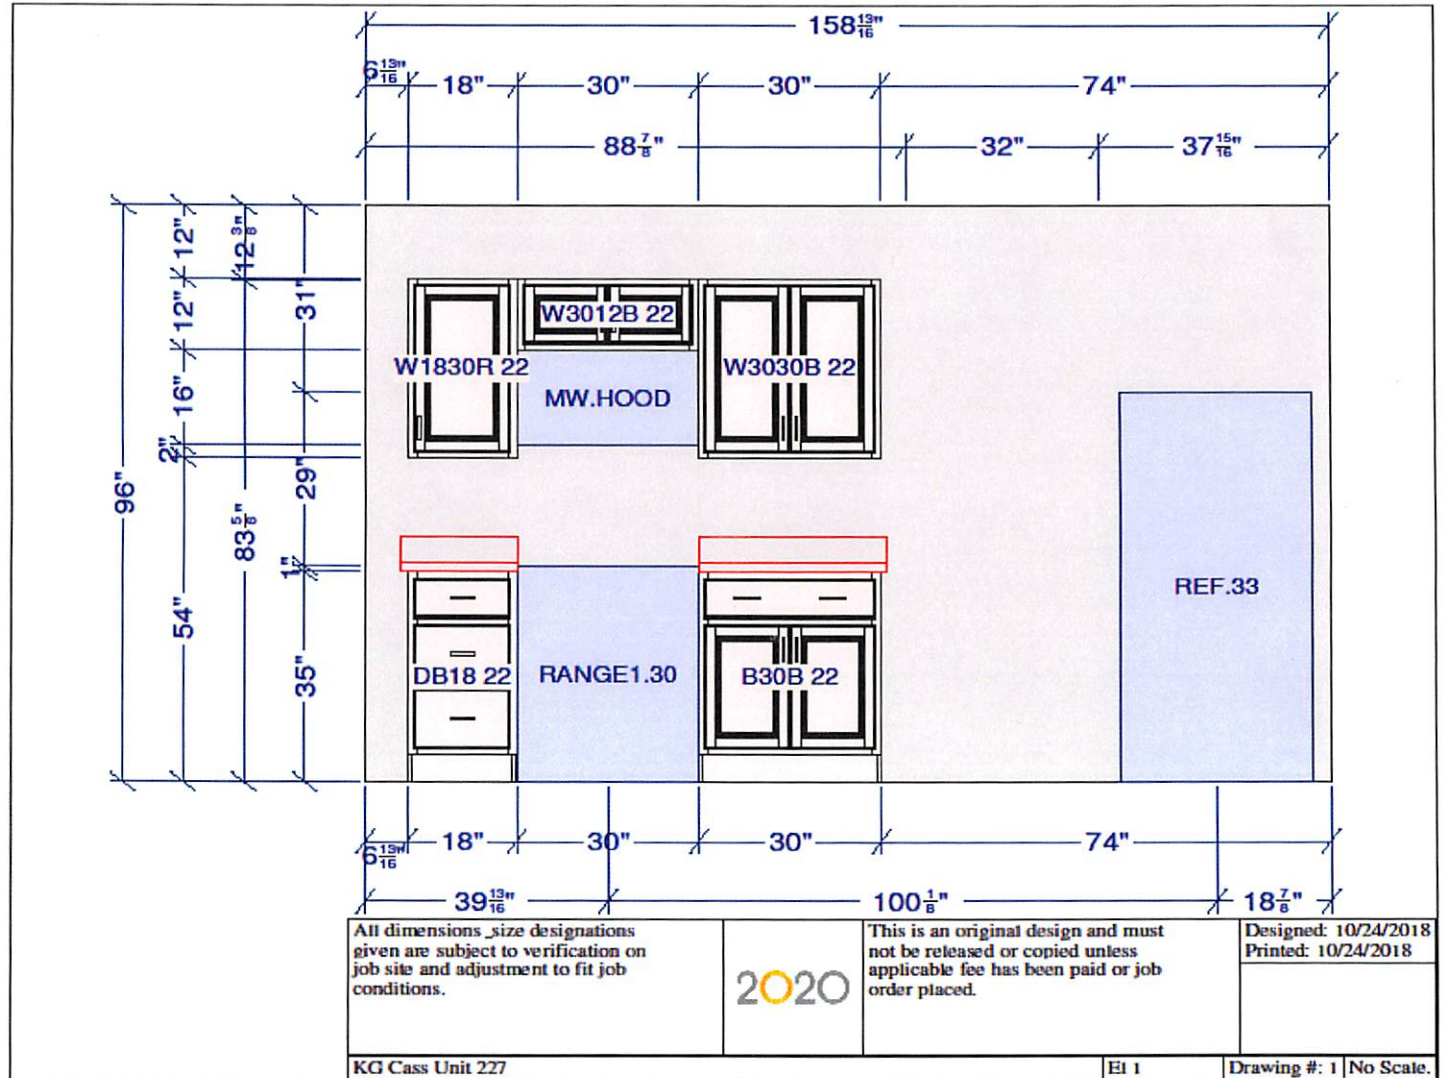 158 13/16"
6 13/16" 18" 30" 30" 74"
88 7/8" 32" 37 15/16"
12" 12 3/8" 31"
12"
16"
2"
96" 83 5/8" 29"
1"
54" 35"
W3012B 22
W1830R 22 W3030B 22
MW.HOOD
REF.33
DB18 22 RANGE1.30 B30B 22
6 13/16" 18" 30" 30" 74"
39 13/16" 100 1/8" 18 7/8"
All dimensions _size designations
given are subject to verification on
job site and adjustment to fit job
conditions.
2020
This is an original design and must
not be released or copied unless
applicable fee has been paid or job
order placed.
Designed: 10/24/2018
Printed: 10/24/2018
KG Cass Unit 227
El 1
Drawing #: 1
No Scale.